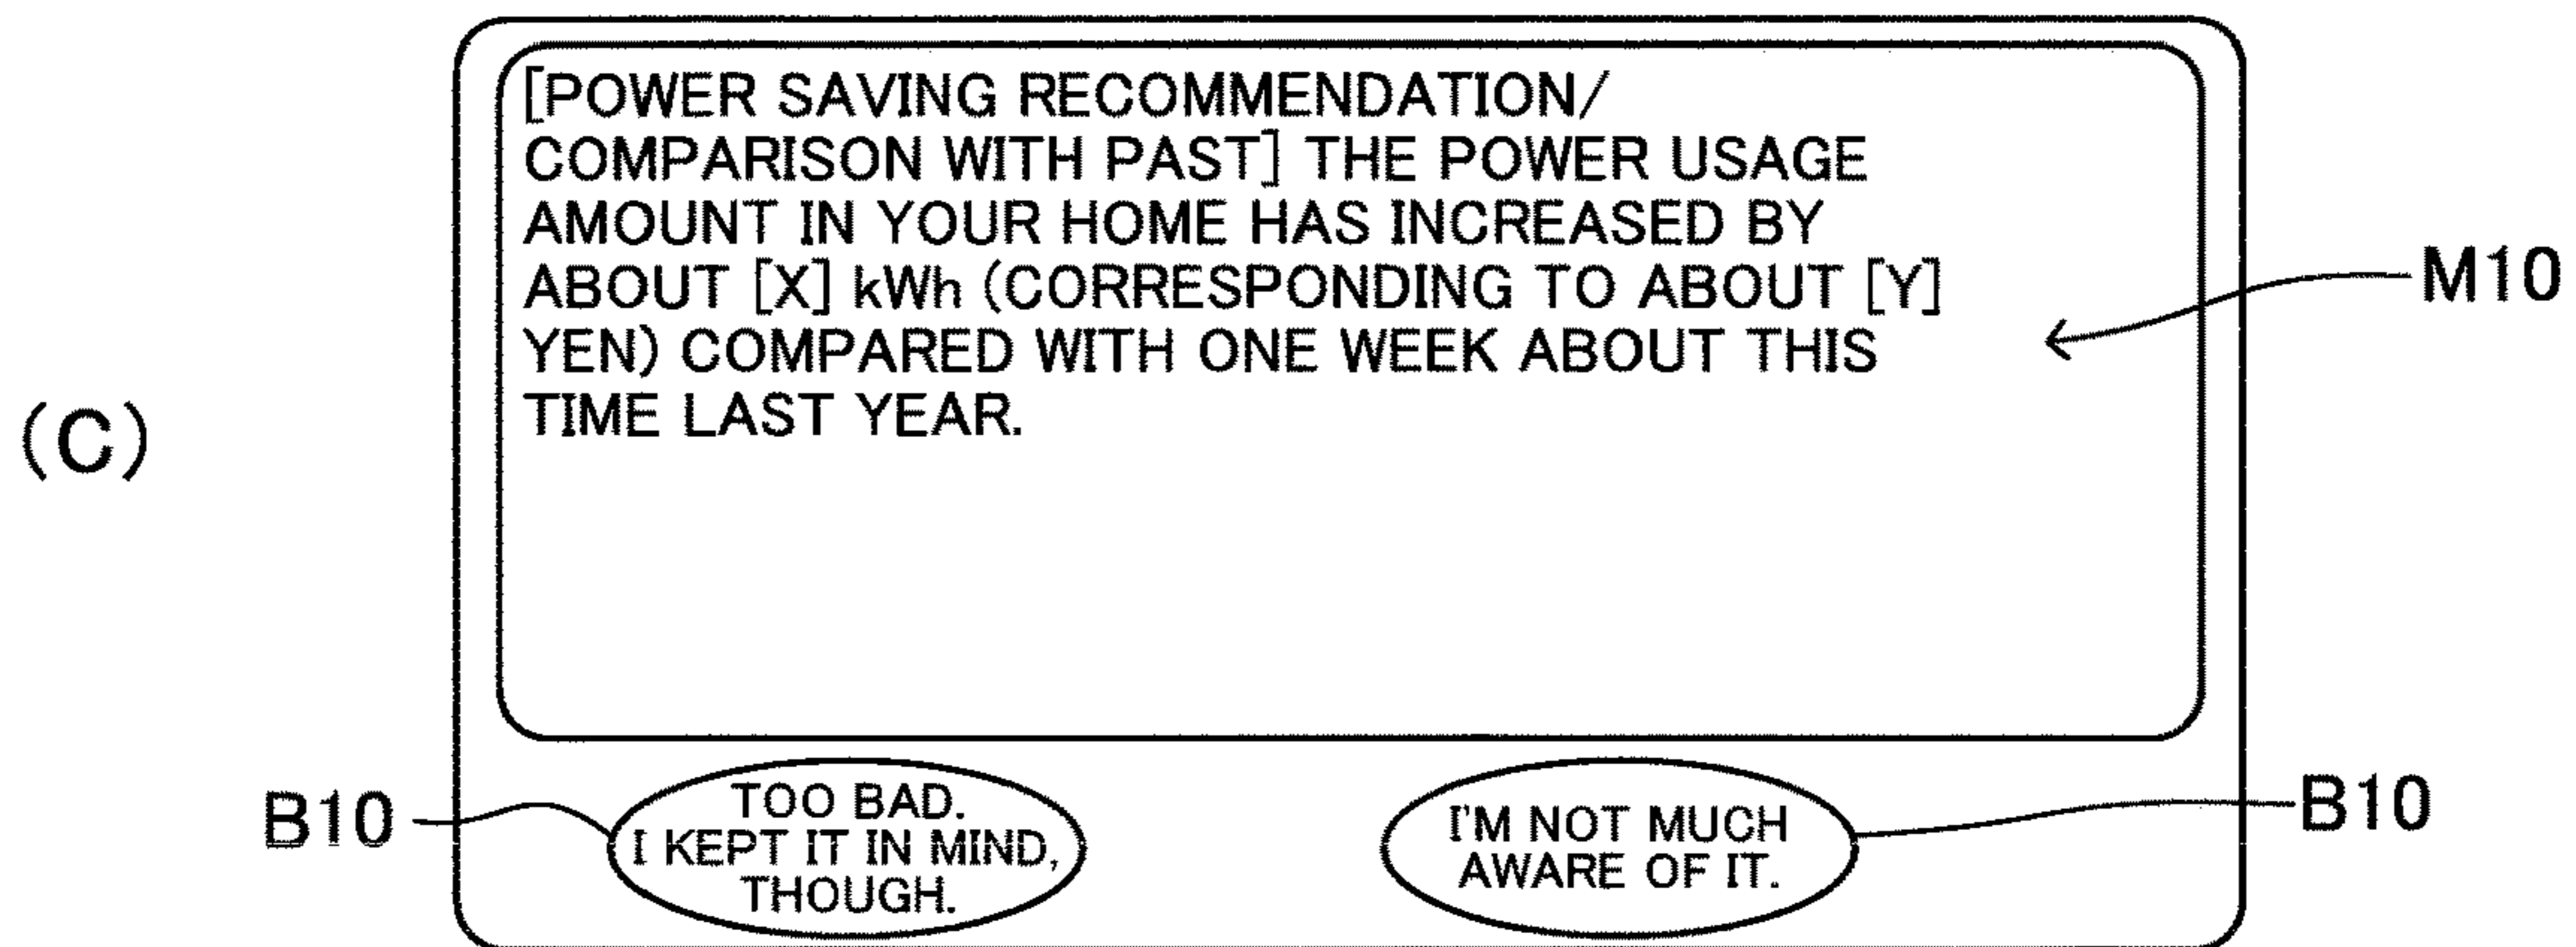 [POWER SAVING RECOMMENDATION/
COMPARISON WITH PAST] THE POWER USAGE
AMOUNT IN YOUR HOME HAS INCREASED BY
ABOUT [X] kWh (CORRESPONDING TO ABOUT [Y]
YEN) COMPARED WITH ONE WEEK ABOUT THIS
TIME LAST YEAR.
M10
(C)
B10
TOO BAD.
I KEPT IT IN MIND,
THOUGH.
I'M NOT MUCH
AWARE OF IT.
B10